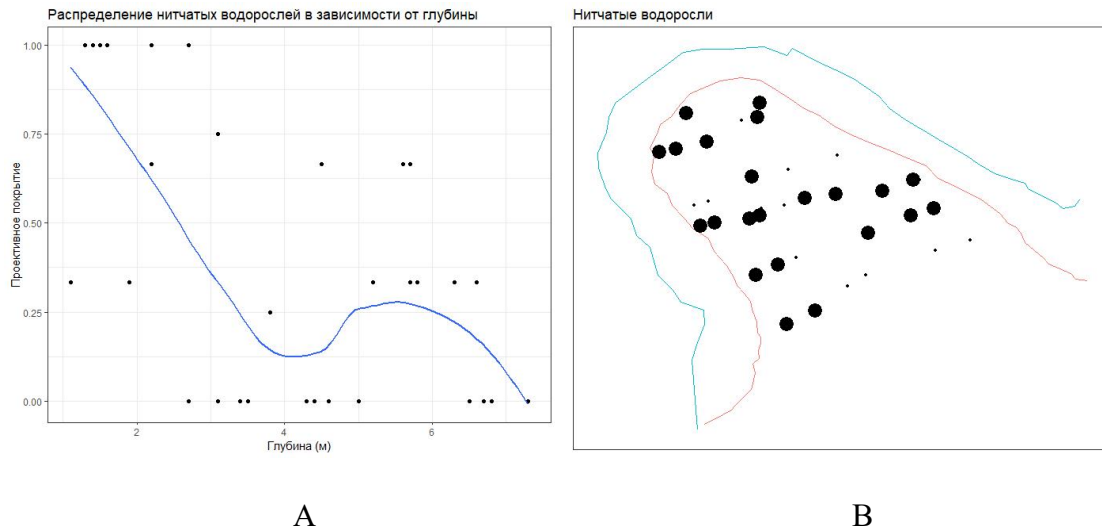 Распределение нитчатых водорослей в зависимости от глубины
Нитчатые водоросли
Проективное покрытие
1.00
0.75
0.50
0.25
0.00
2 4 6
Глубина (м)
A B